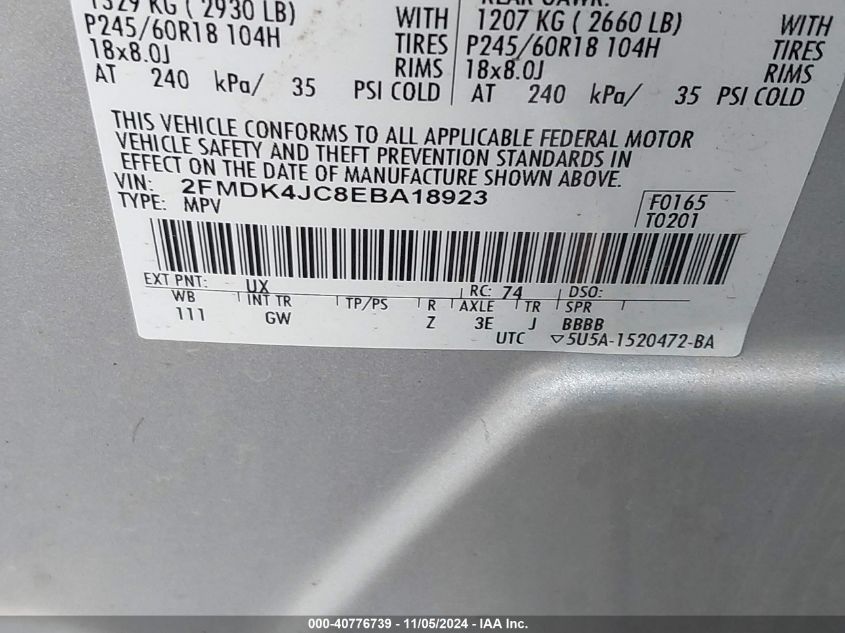 1329 KG ( 2930 LB) WITH
P245/60R18 104H TIRES
18x8.0J RIMS
AT 240 kPa/ 35 PSI COLD
1207 KG ( 2660 LB) WITH
P245/60R18 104H TIRES
18x8.0J RIMS
AT 240 kPa/ 35 PSI COLD
THIS VEHICLE CONFORMS TO ALL APPLICABLE FEDERAL MOTOR
VEHICLE SAFETY AND THEFT PREVENTION STANDARDS IN
EFFECT ON THE DATE OF MANUFACTURE SHOWN ABOVE.
VIN: 2FMDK4JC8EBA18923
TYPE: MPV
F0165
T0201
EXT PNT: UX RC: 74 DSO:
WB INT TR TP/PS R AXLE TR SPR
111 GW Z 3E J BBBB
UTC ▽5U5A-1520472-BA
000-40776739 - 11/05/2024 - IAA Inc.